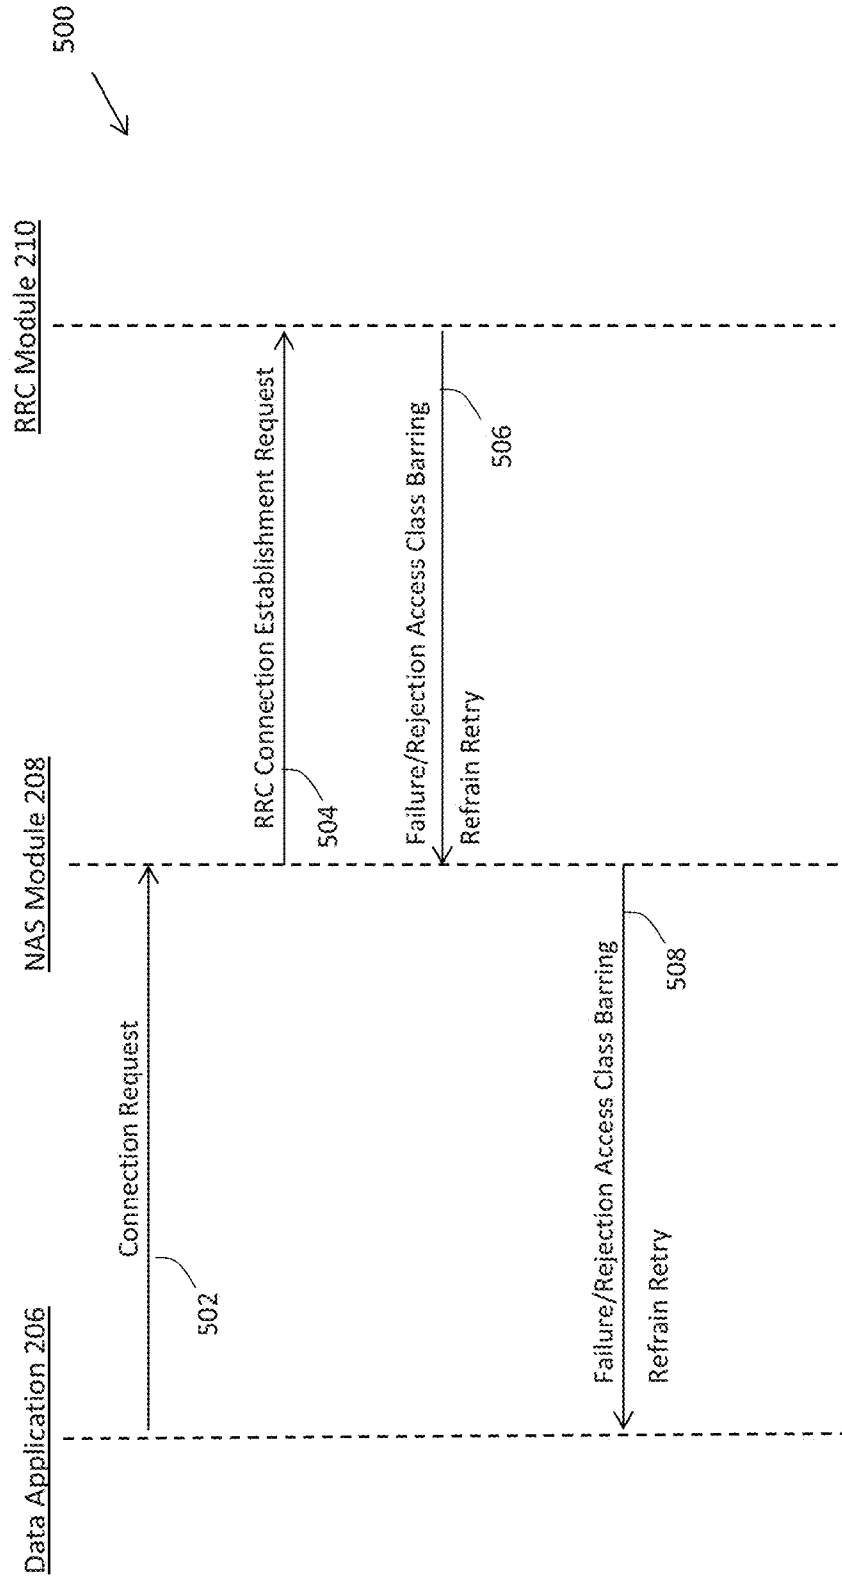 500
Data Application 206
NAS Module 208
RRC Module 210
Connection Request
502
RRC Connection Establishment Request
504
Failure/Rejection Access Class Barring
506
Refrain Retry
Failure/Rejection Access Class Barring
508
Refrain Retry